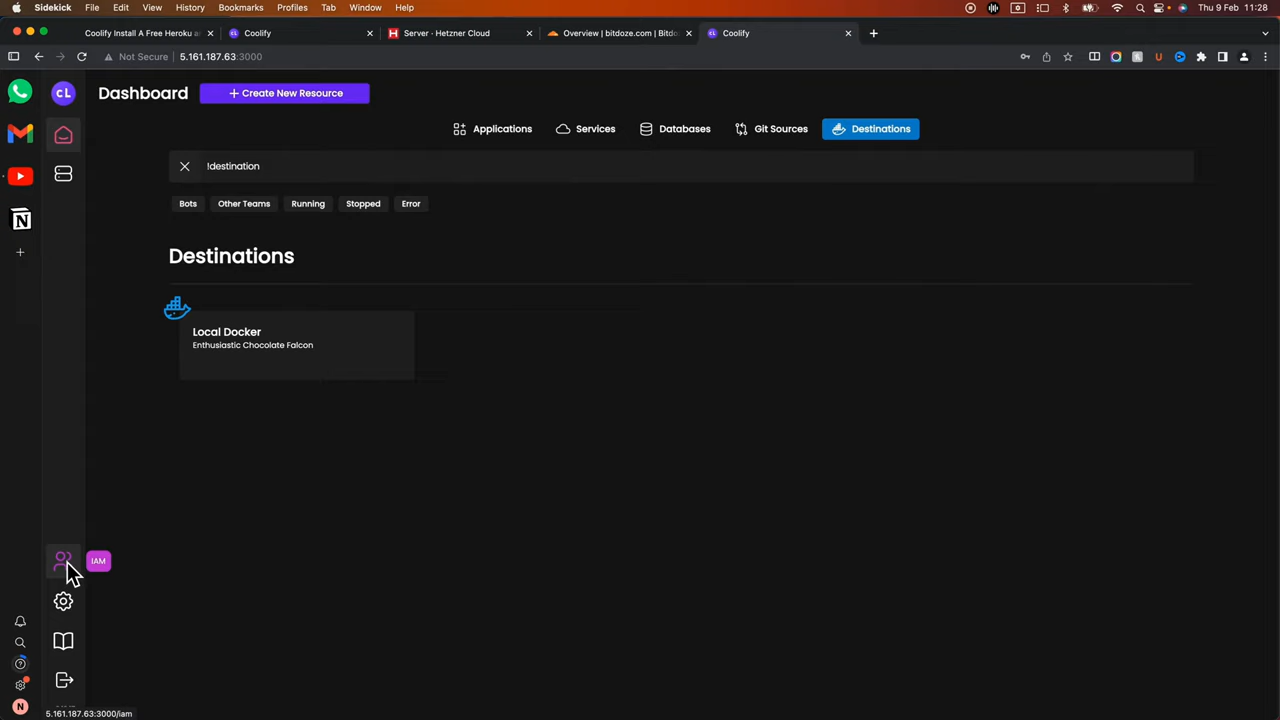 Sidekick File Edit View History Bookmarks Profiles Tab Window Help Thu 9 Feb 11:28
Coolify Install A Free Heroku a Coolify Server · Hetzner Cloud Overview | bitdoze.com | Bitdo Coolify
Not Secure 5.161.187.63:3000
CL Dashboard + Create New Resource
Applications Services Databases Git Sources Destinations
!destination
Bots Other Teams Running Stopped Error
Destinations
Local Docker
Enthusiastic Chocolate Falcon
IAM
N
5.161.187.63:3000/iam